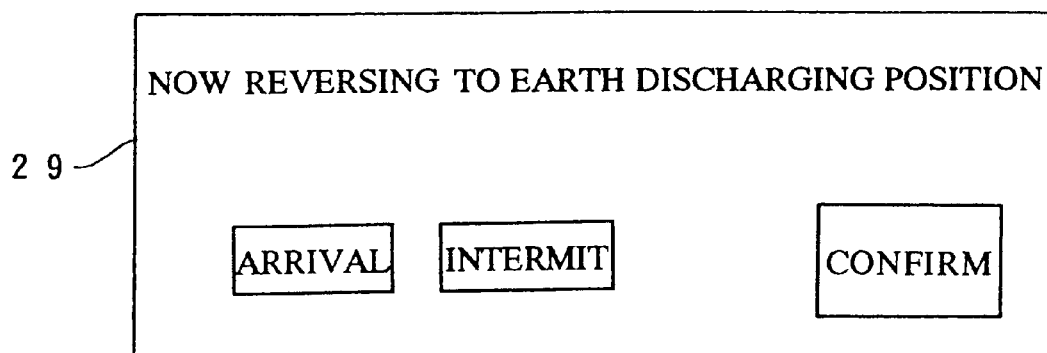 NOW REVERSING TO EARTH DISCHARGING POSITION
29
ARRIVAL INTERMIT CONFIRM